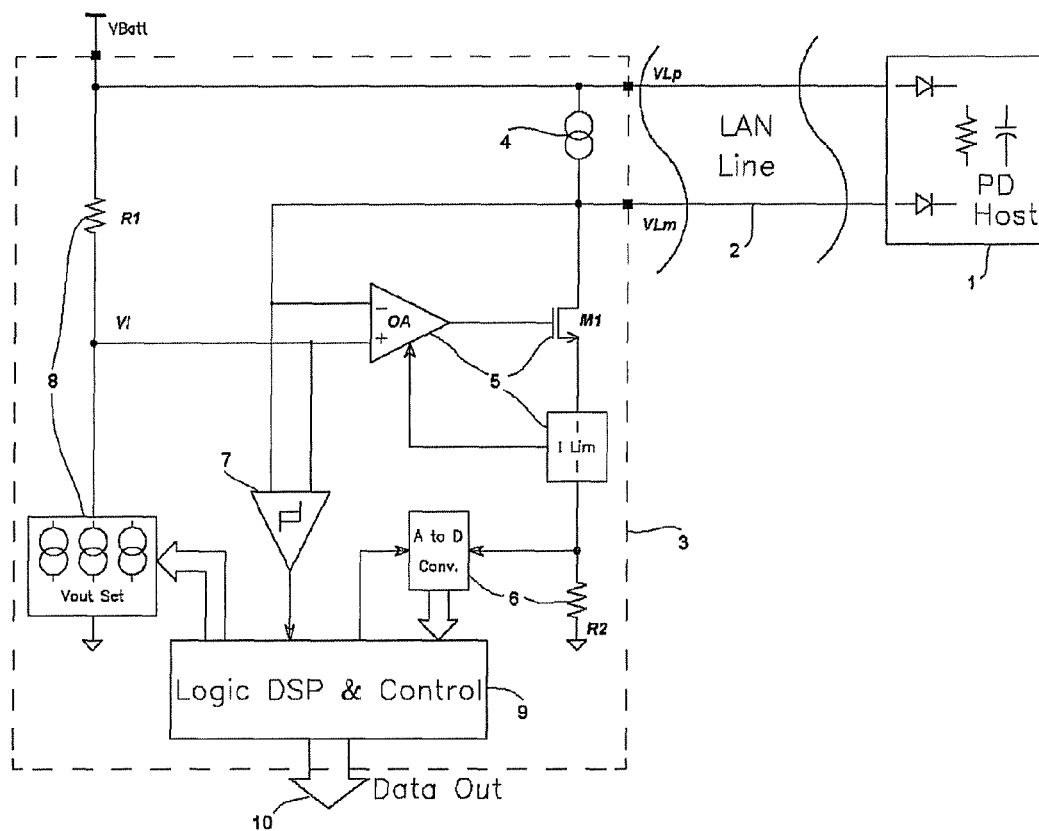 VBatt
VLp
4
LAN
Line
PD
Host
R1
VLm
2
1
OA
M1
VI
8
5
I Lim
7
A to D
Conv.
3
Vout Set
6
R2
Logic DSP & Control
9
Data Out
10